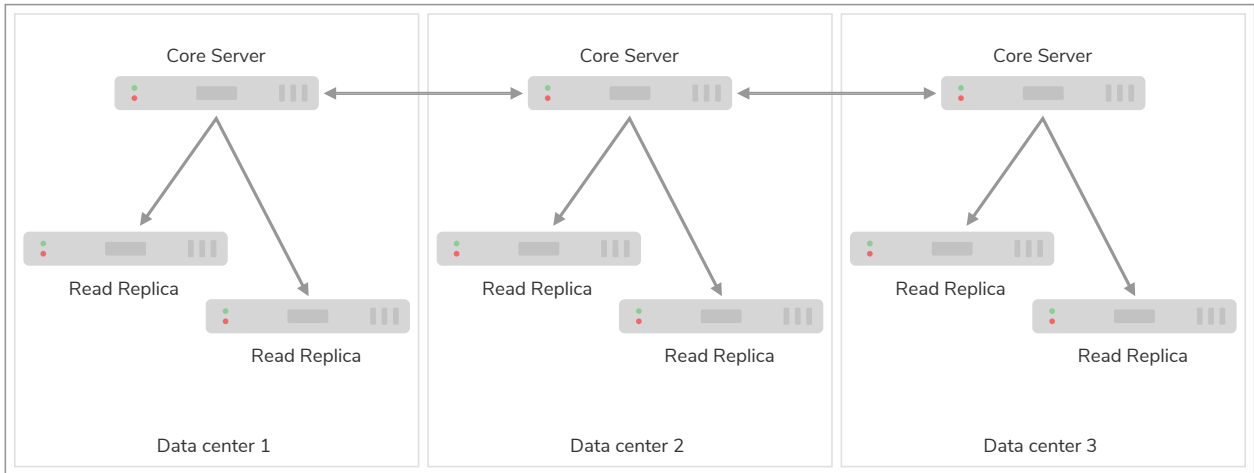 Core Server
Core Server
Core Server
Read Replica
Read Replica
Read Replica
Read Replica
Read Replica
Read Replica
Data center 1
Data center 2
Data center 3